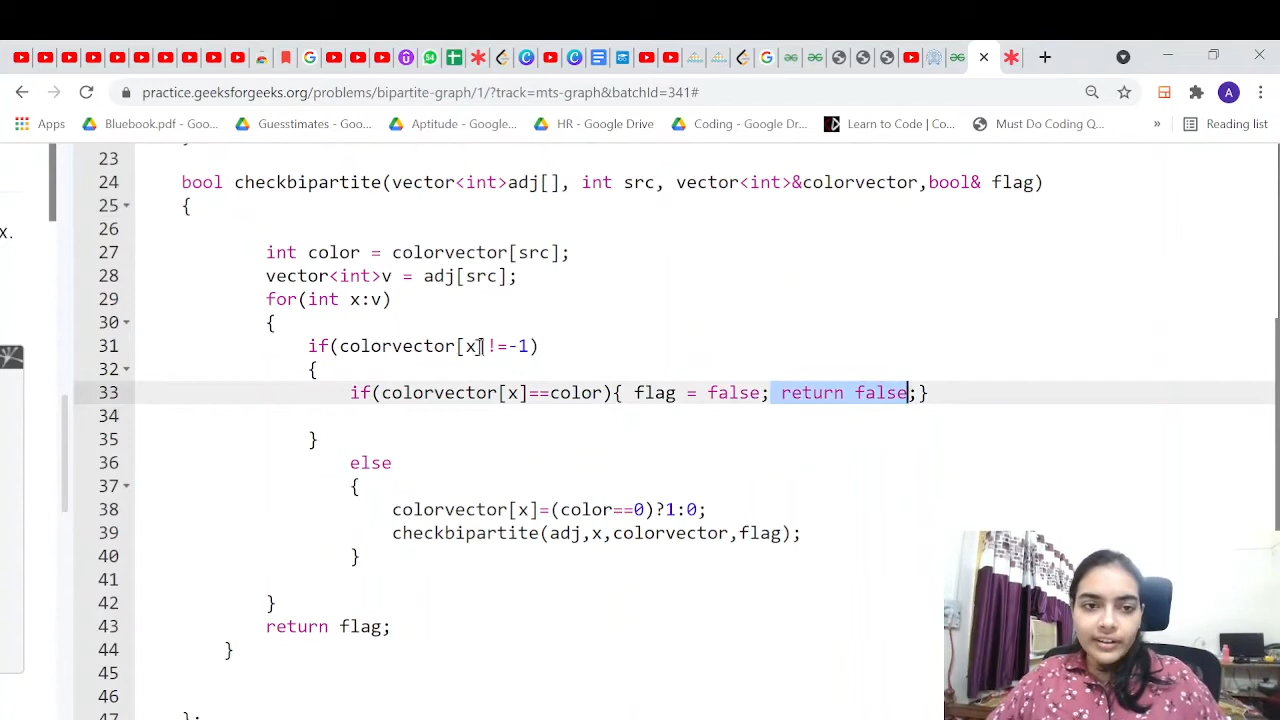 practice.geeksforgeeks.org/problems/bipartite-graph/1/?track=mts-graph&batchId=341#
A
Apps Bluebook.pdf - Goo... Guesstimates - Goo... Aptitude - Google... HR - Google Drive Coding - Google Dr... Learn to Code | Co... Must Do Coding Q... » Reading list
23
24 bool checkbipartite(vector<int>adj[], int src, vector<int>&colorvector,bool& flag)
25 {
x.
26
27 int color = colorvector[src];
28 vector<int>v = adj[src];
29 for(int x:v)
30 {
31 if(colorvector[x]!=-1)
32 {
33 if(colorvector[x]==color){ flag = false; return false;}
34
35 }
36 else
37 {
38 colorvector[x]=(color==0)?1:0;
39 checkbipartite(adj,x,colorvector,flag);
40 }
41
42 }
43 return flag;
44 }
45
46
47 };